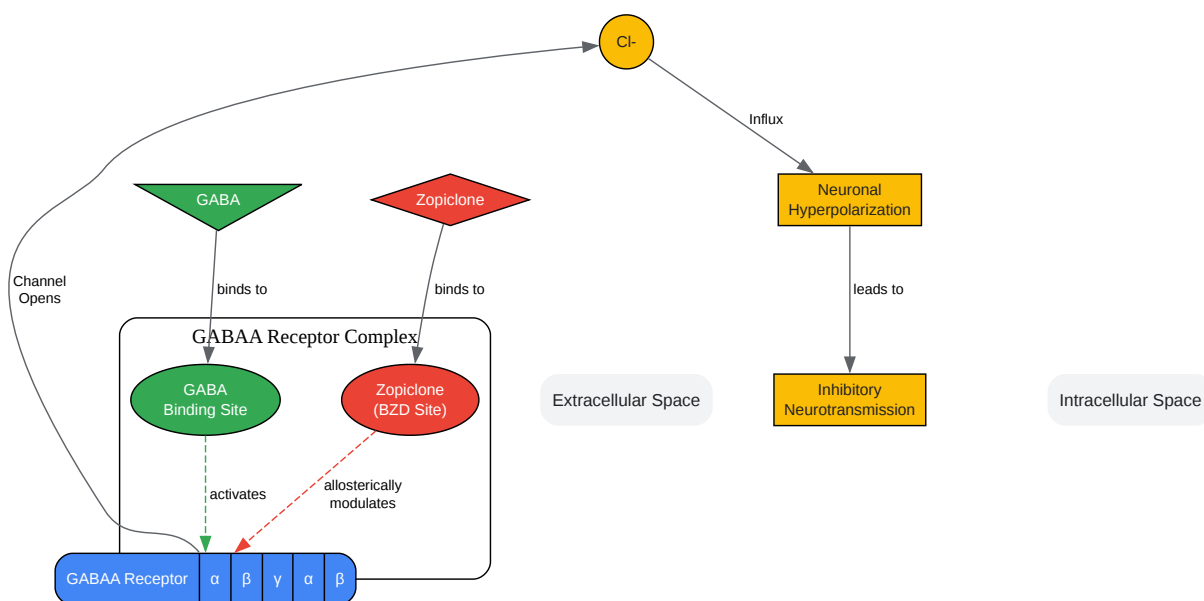 Cl-
Influx
GABA
Zopiclone
Neuronal
Hyperpolarization
Channel
Opens
binds to
binds to
leads to
GABAA Receptor Complex
GABA
Binding Site
Zopiclone
(BZD Site)
Extracellular Space
Inhibitory
Neurotransmission
Intracellular Space
activates
allosterically
modulates
GABAA Receptor
α
β
γ
α
β